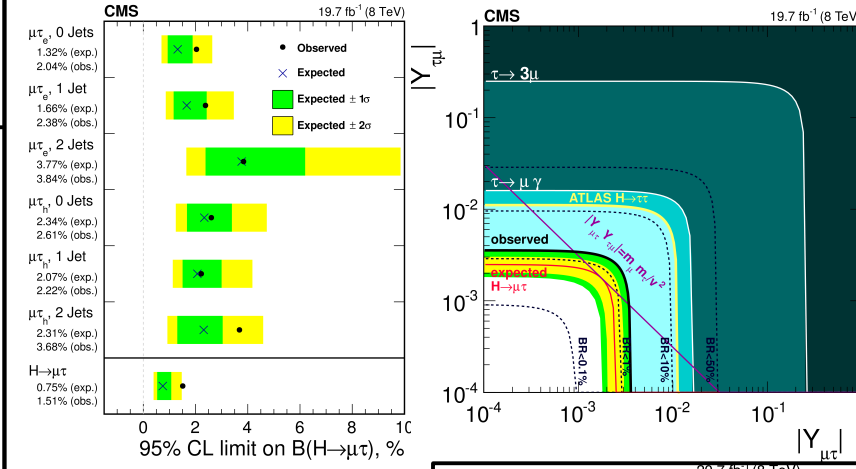 CMS 19.7 fb⁻¹ (8 TeV)
μτe, 0 Jets
1.32% (exp.)
2.04% (obs.)
μτe, 1 Jet
1.66% (exp.)
2.38% (obs.)
μτe, 2 Jets
3.77% (exp.)
3.84% (obs.)
μτh, 0 Jets
2.34% (exp.)
2.61% (obs.)
μτh, 1 Jet
2.07% (exp.)
2.22% (obs.)
μτh, 2 Jets
2.31% (exp.)
3.68% (obs.)
H→μτ
0.75% (exp.)
1.51% (obs.)
Observed
Expected
Expected ± 1σ
Expected ± 2σ
0 2 4 6 8 10
95% CL limit on B(H→μτ), %
CMS 19.7 fb⁻¹ (8 TeV)
|Yτμ|
1
10⁻¹
10⁻²
10⁻³
10⁻⁴
τ→ 3μ
τ→ μ γ
ATLAS H→ττ
observed
expected
H→μτ
|Yμτ Yτμ|=mμmτ/v²
BR<0.1%
BR<1%
BR<10%
BR<50%
10⁻⁴ 10⁻³ 10⁻² 10⁻¹
|Yμτ|